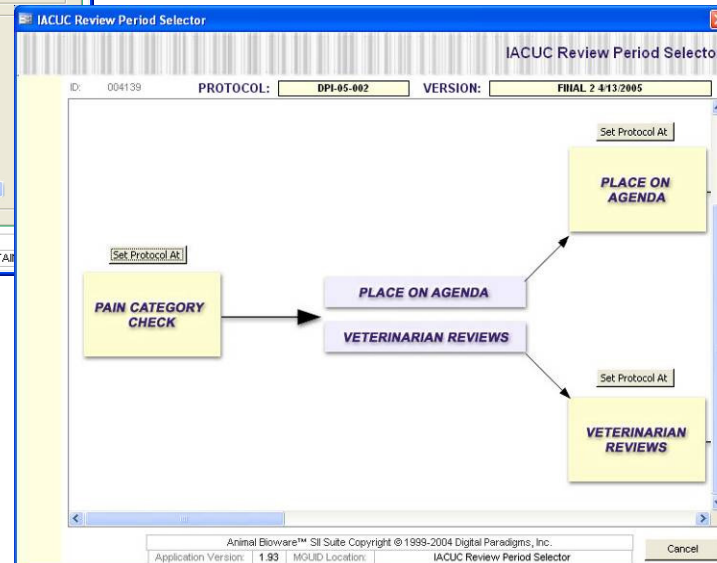 IACUC Review Period Selector
IACUC Review Period Selecto
ID: 004139 PROTOCOL: DPI-05-002 VERSION: FINAL 2 4/13/2005
Set Protocol At
PLACE ON
AGENDA
Set Protocol At
PAIN CATEGORY
CHECK
PLACE ON AGENDA
VETERINARIAN REVIEWS
Set Protocol At
VETERINARIAN
REVIEWS
Animal Bioware™ SII Suite Copyright © 1999-2004 Digital Paradigms, Inc.
Application Version: 1.93 MGUID Location: IACUC Review Period Selector
Cancel